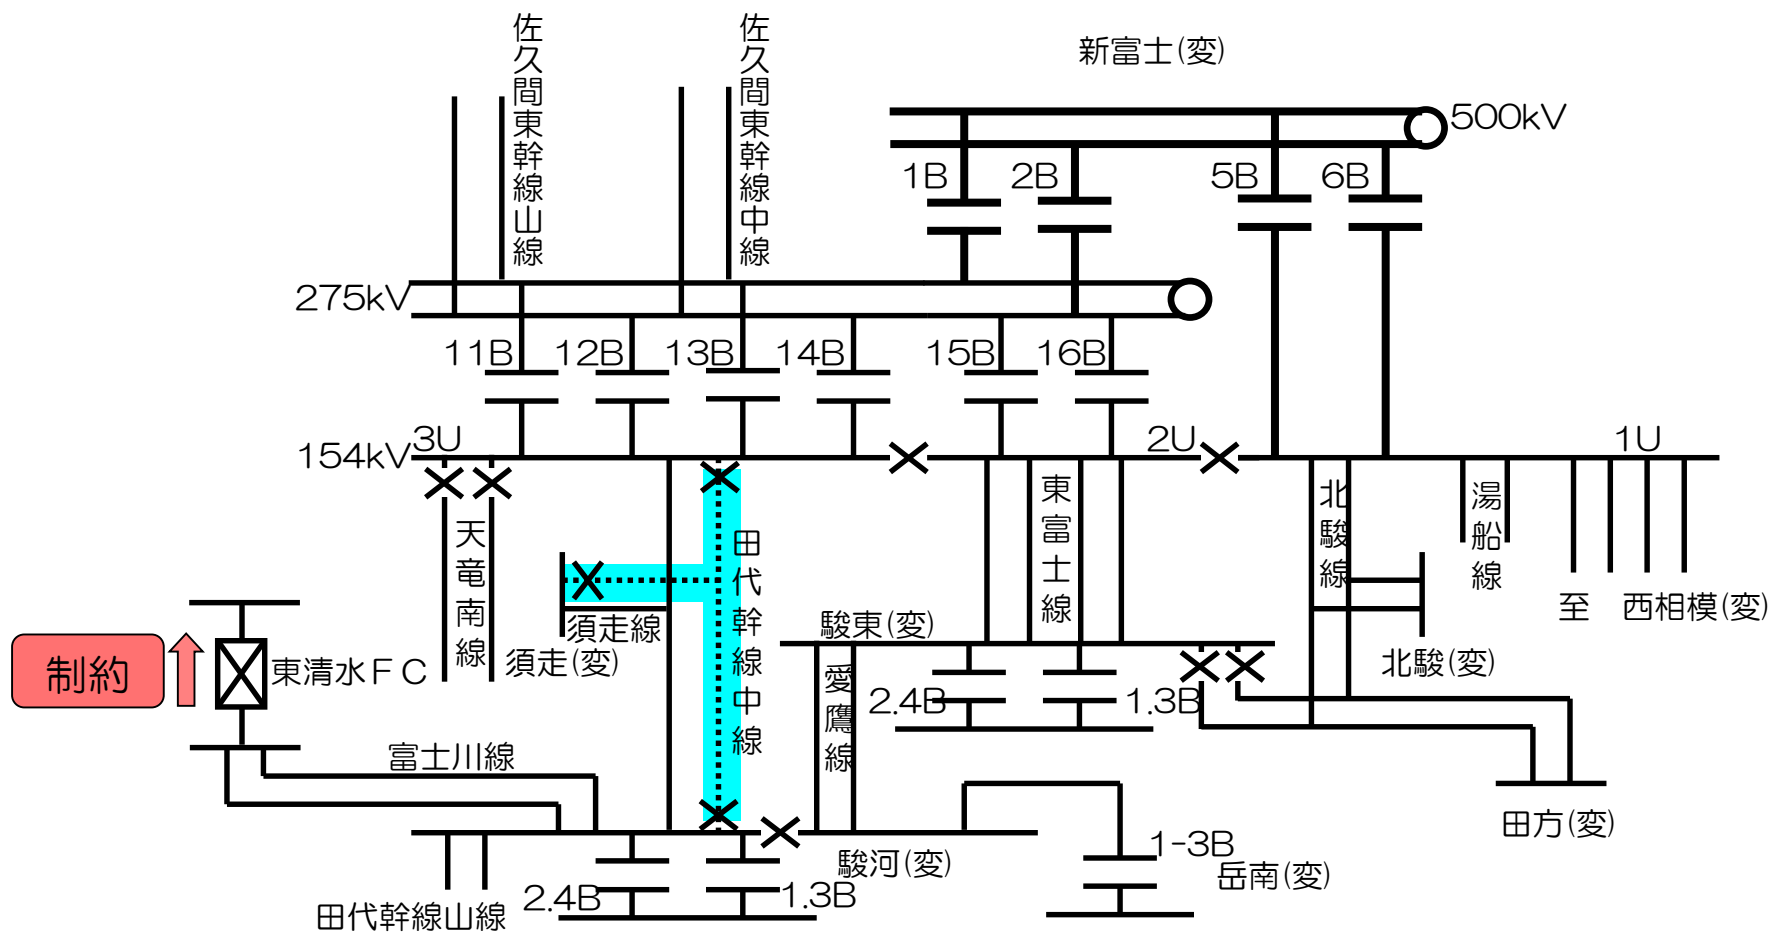 佐久間東幹線山線
佐久間東幹線中線
新富士(変)
500kV
1B
2B
5B
6B
275kV
11B
12B
13B
14B
15B
16B
154kV
3U
2U
1U
天竜南線
田代幹線中線
東富士線
北駿線
湯船線
至 西相模(変)
須走線
須走(変)
駿東(変)
北駿(変)
制約
東清水FC
愛鷹線
2.4B
1.3B
富士川線
田方(変)
駿河(変)
1-3B
岳南(変)
2.4B
1.3B
田代幹線山線